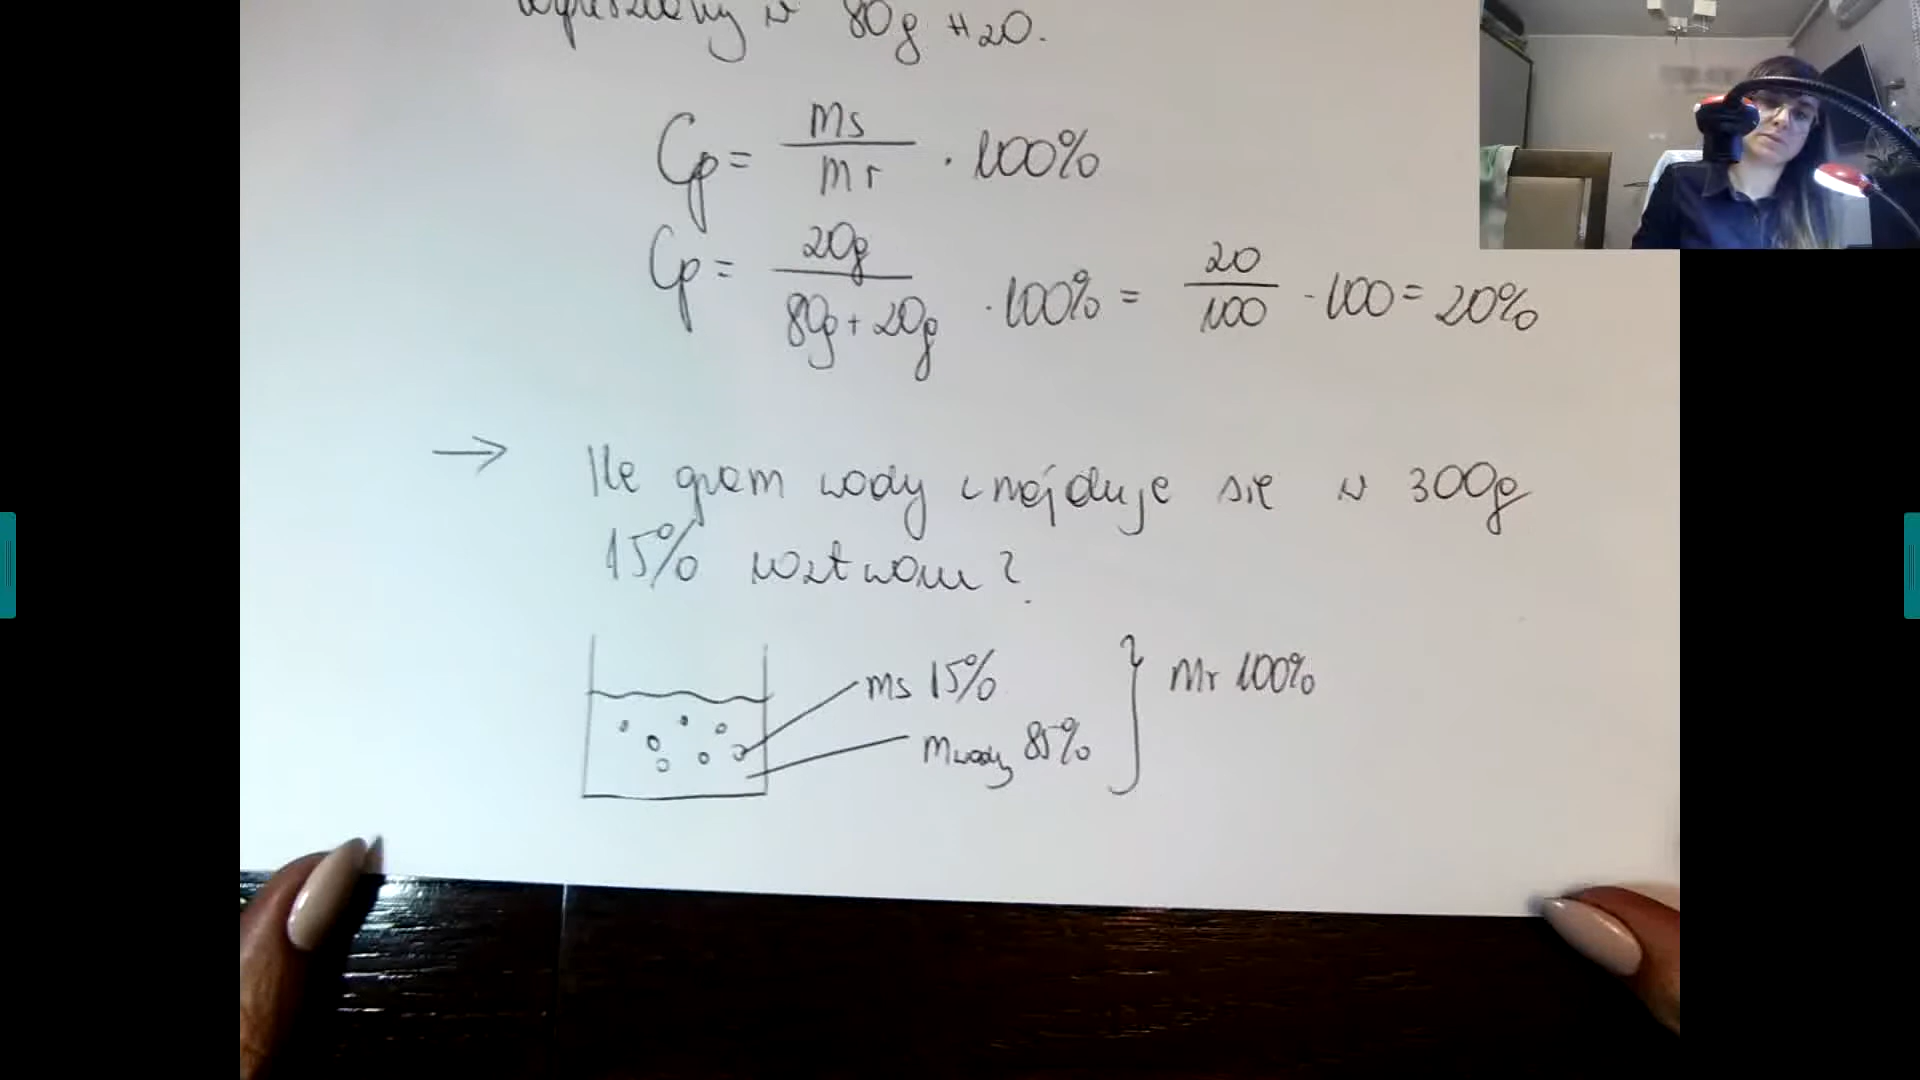 w 80g H2O.
Cp = ms / mr · 100%
Cp = 20g / 80g + 20g · 100% = 20 / 100 · 100 = 20%
→ Ile gram wody znajduje się w 300g
15% roztworu?
ms 15%
mwody 85%
} mr 100%